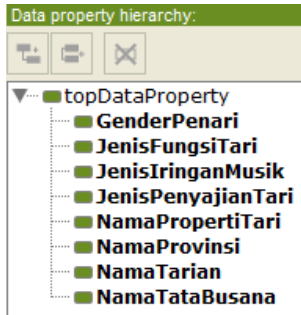 Data property hierarchy:
topDataProperty
GenderPenari
JenisFungsiTari
JenisIringanMusik
JenisPenyajianTari
NamaPropertiTari
NamaProvinsi
NamaTarian
NamaTataBusana